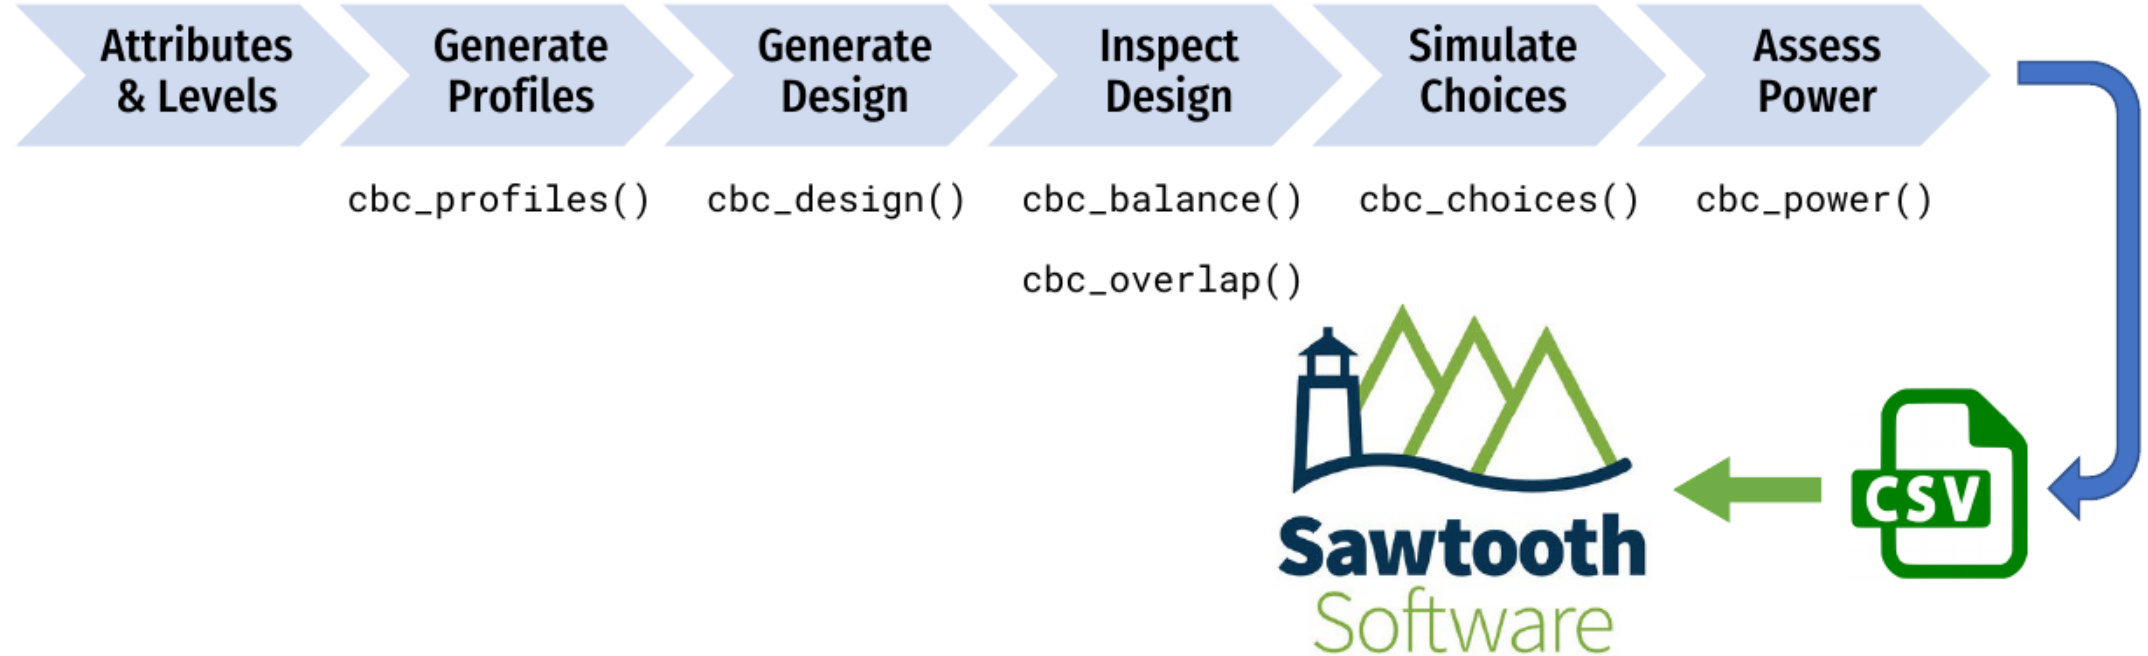 Attributes
& Levels
Generate
Profiles
Generate
Design
Inspect
Design
Simulate
Choices
Assess
Power
cbc_profiles()
cbc_design()
cbc_balance()
cbc_choices()
cbc_power()
cbc_overlap()
CSV
Sawtooth
Software